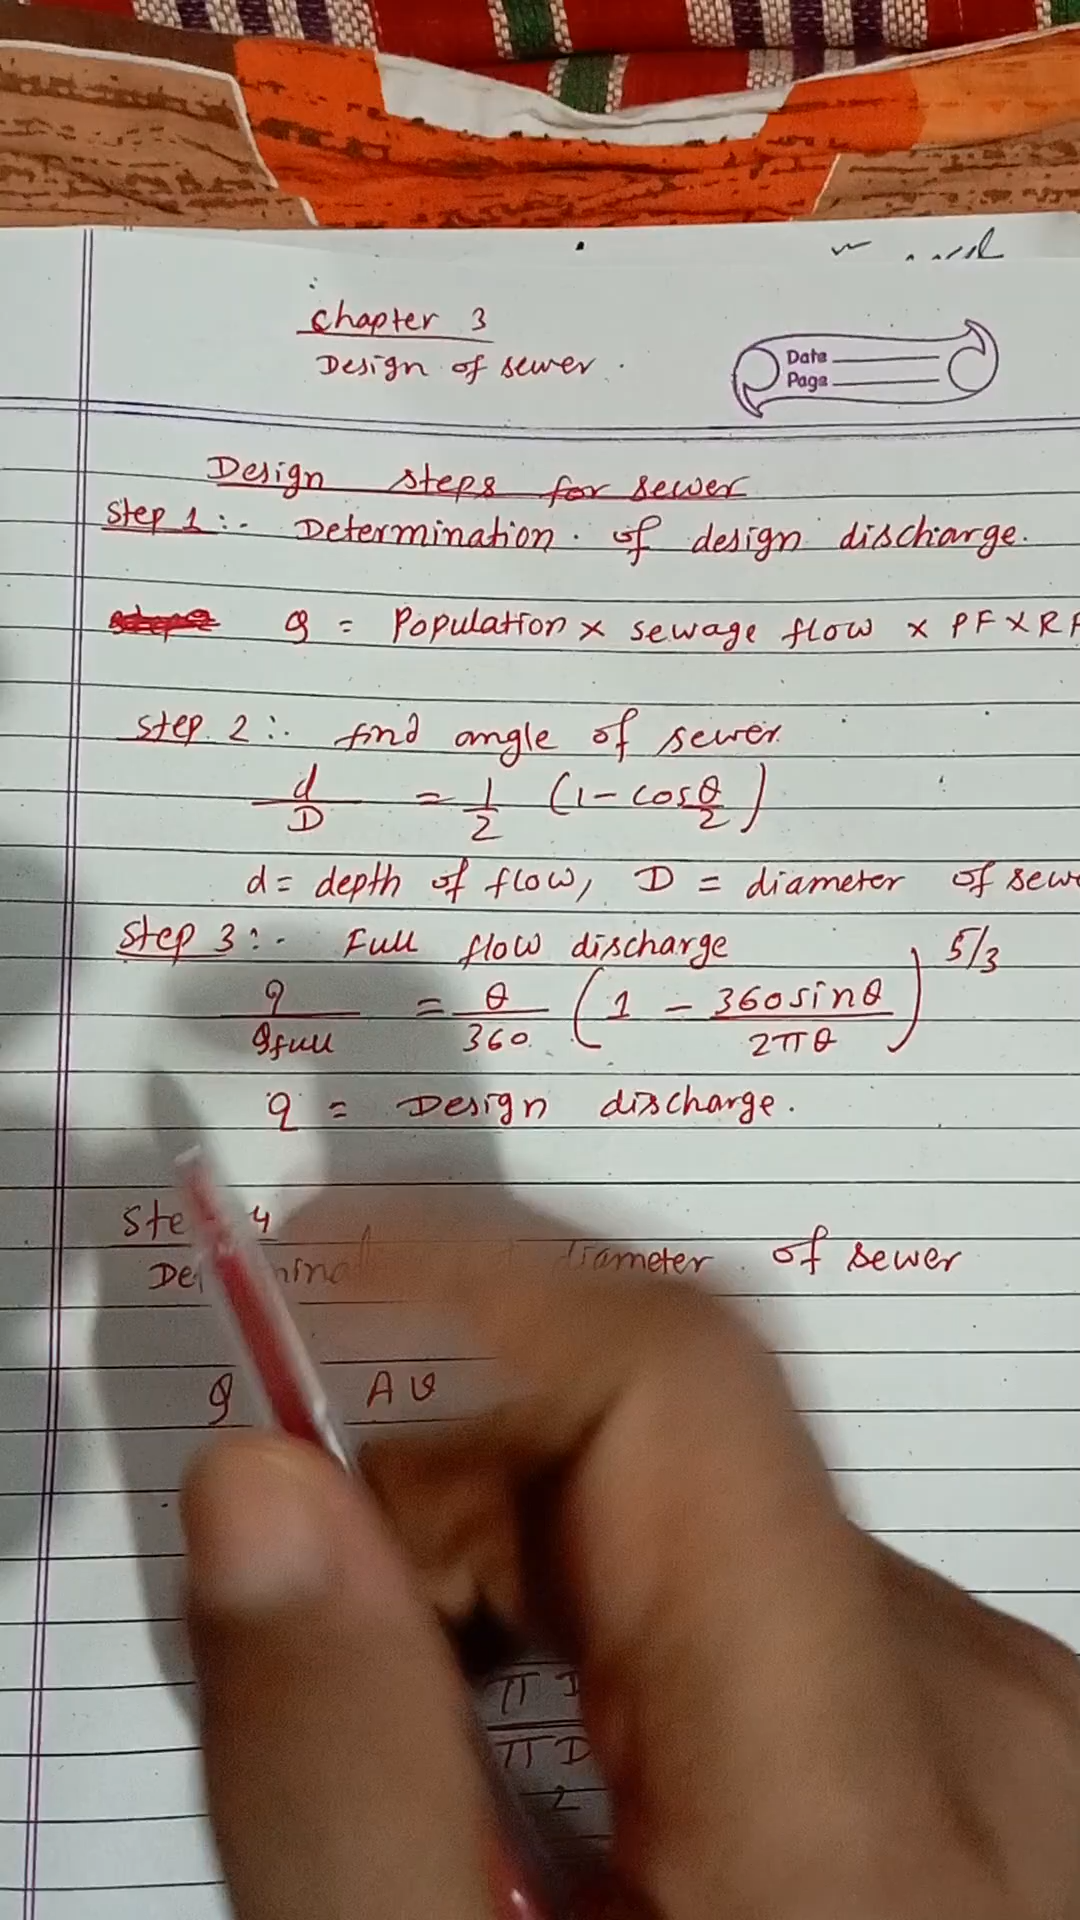 Chapter 3
Design of sewer.
Date
Page
Design steps for sewer
Step 1:- Determination of design discharge.
Q = Population × sewage flow × PF × RF
Step 2:- find angle of sewer.
d/D = 1/2 (1 - cos θ/2)
d = depth of flow, D = diameter of sewe
Step 3:- Full flow discharge
q/Qfull = θ/360 (1 - 360 sinθ/2πθ)^5/3
q = Design discharge.
Ste 4
diameter of sewer
Q AV
π D
π D
2